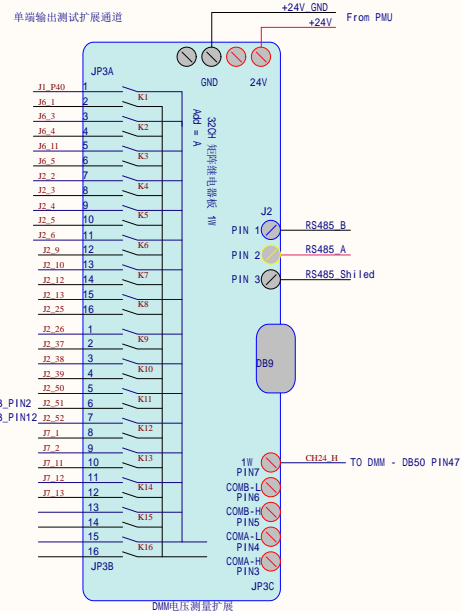 单端输出测试扩展通道
+24V_GND
From PMU
+24V
JP3A
GND
24V
J1_P40
1
K1
J6_1
2
J6_3
3
K2
J6_4
4
J6_11
5
K3
J6_5
6
J2_2
7
K4
J2_3
8
J2_4
9
K5
J2_5
10
J2_6
11
K6
J2_9
12
J2_10
13
K7
J2_12
14
J2_13
15
K8
J2_25
16
32CH 矩阵继电器板 1W
Add = A
J2
PIN 1
RS485_B
PIN 2
RS485_A
PIN 3
RS485_Shiled
DB9
J2_26
1
K9
J2_37
2
J2_38
3
K10
J2_39
4
J2_50
5
K11
B_PIN2
J2_51
6
B_PIN12
J2_52
7
K12
J7_1
8
J7_2
9
K13
J7_11
10
J7_12
11
K14
J7_13
12
13
K15
14
15
K16
16
JP3B
1W
PIN7
CH24_H
TO DMM - DB50 PIN47
COMB-L
PIN6
COMB-H
PIN5
COMA-L
PIN4
COMA-H
PIN3
JP3C
DMM电压测量扩展